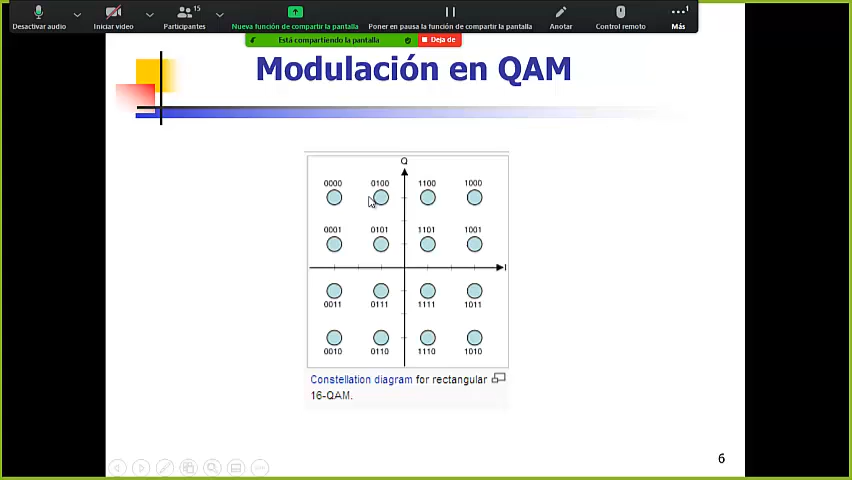 15
1
Desactivar audio
Iniciar video
Participantes
Nueva función de compartir la pantalla
Poner en pausa la función de compartir la pantalla
Anotar
Control remoto
Más
Está compartiendo la pantalla
Deja de
Modulación en QAM
Q
0000 0100 1100 1000
0001 0101 1101 1001
I
0011 0111 1111 1011
0010 0110 1110 1010
Constellation diagram for rectangular
16-QAM.
6